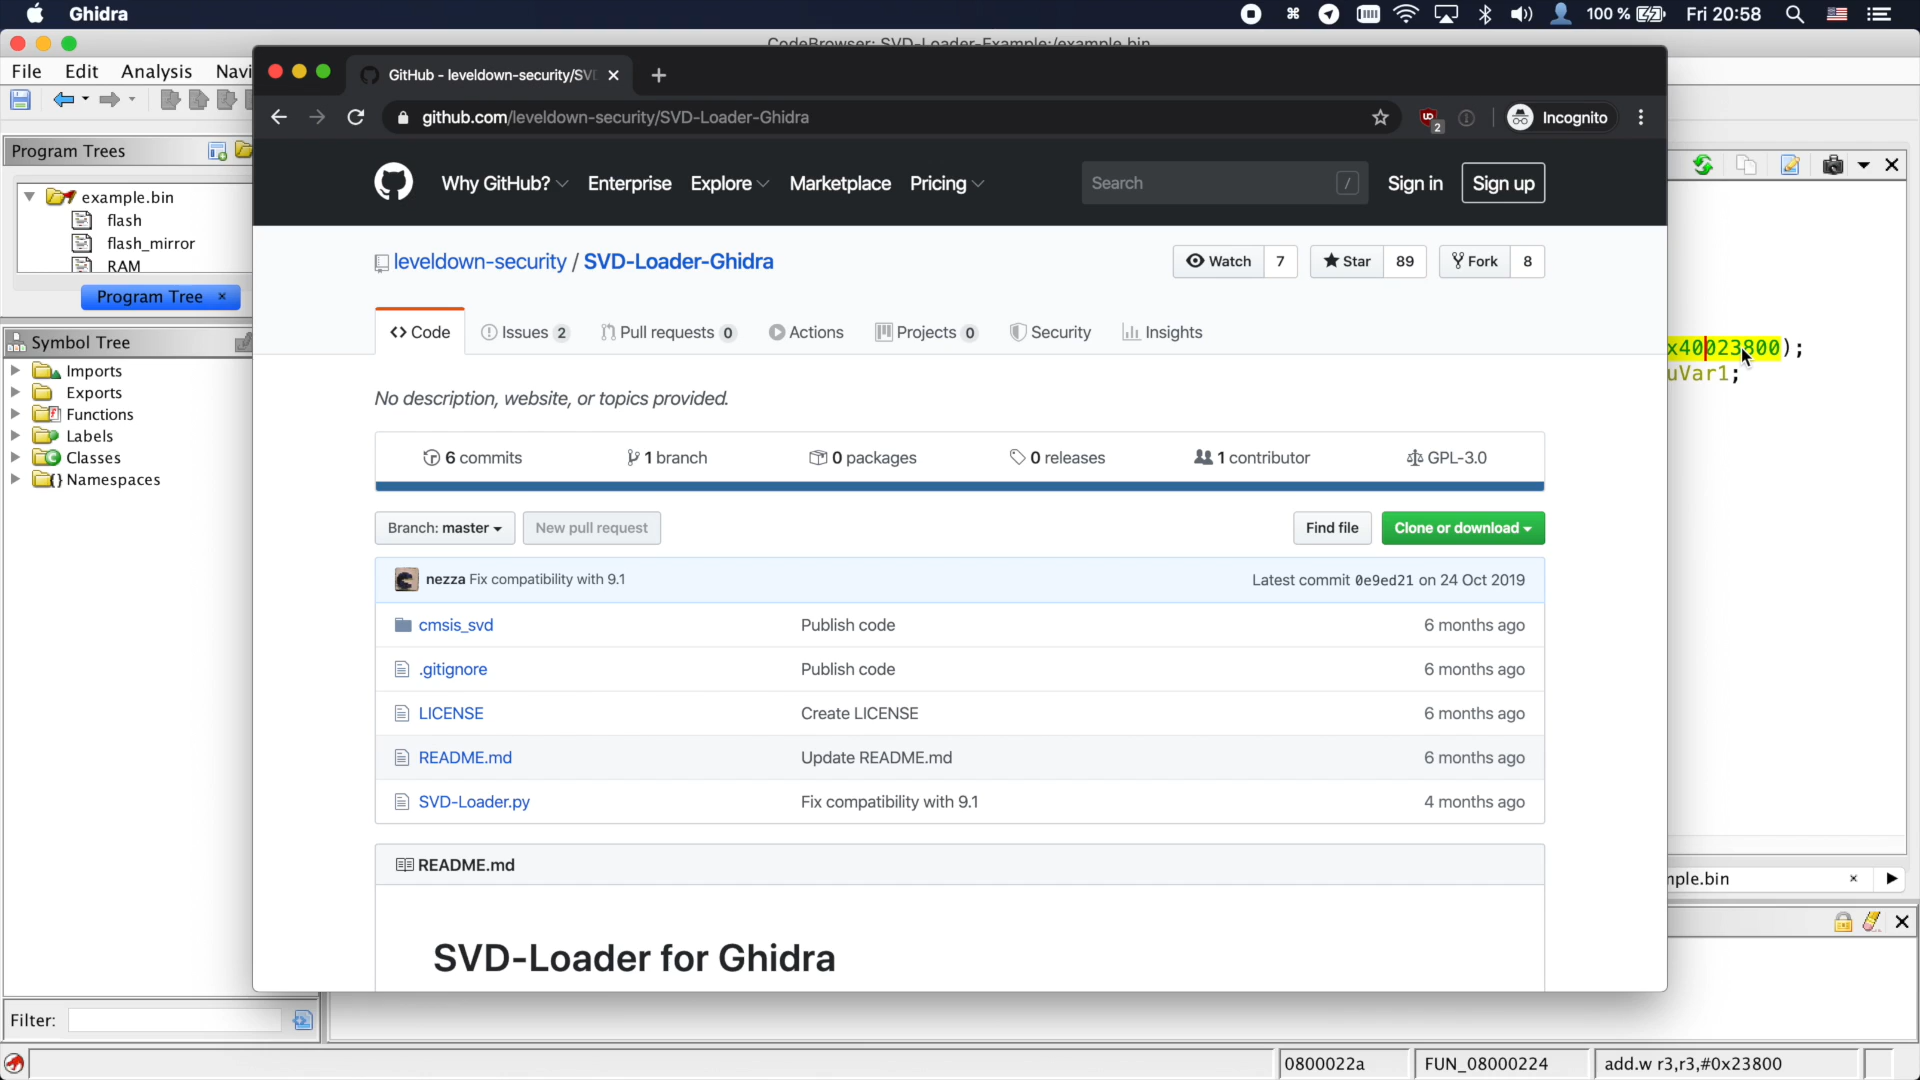 Ghidra
100 %
Fri 20:58
CodeBrowser: SVD-Loader-Example:/example.bin
File Edit Analysis Navi
GitHub - leveldown-security/SV
github.com/leveldown-security/SVD-Loader-Ghidra
2
Incognito
Program Trees
example.bin
flash
flash_mirror
RAM
Program Tree ×
Symbol Tree
Imports
Exports
Functions
Labels
Classes
Namespaces
Filter:
Why GitHub? Enterprise Explore Marketplace Pricing
Search /
Sign in
Sign up
leveldown-security / SVD-Loader-Ghidra
Watch 7
Star 89
Fork 8
Code
Issues 2
Pull requests 0
Actions
Projects 0
Security
Insights
No description, website, or topics provided.
6 commits
1 branch
0 packages
0 releases
1 contributor
GPL-3.0
Branch: master
New pull request
Find file
Clone or download
nezza Fix compatibility with 9.1
Latest commit 0e9ed21 on 24 Oct 2019
cmsis_svd Publish code 6 months ago
.gitignore Publish code 6 months ago
LICENSE Create LICENSE 6 months ago
README.md Update README.md 6 months ago
SVD-Loader.py Fix compatibility with 9.1 4 months ago
README.md
SVD-Loader for Ghidra
x40023800);
uVar1;
mple.bin ×
0800022a
FUN_08000224
add.w r3,r3,#0x23800